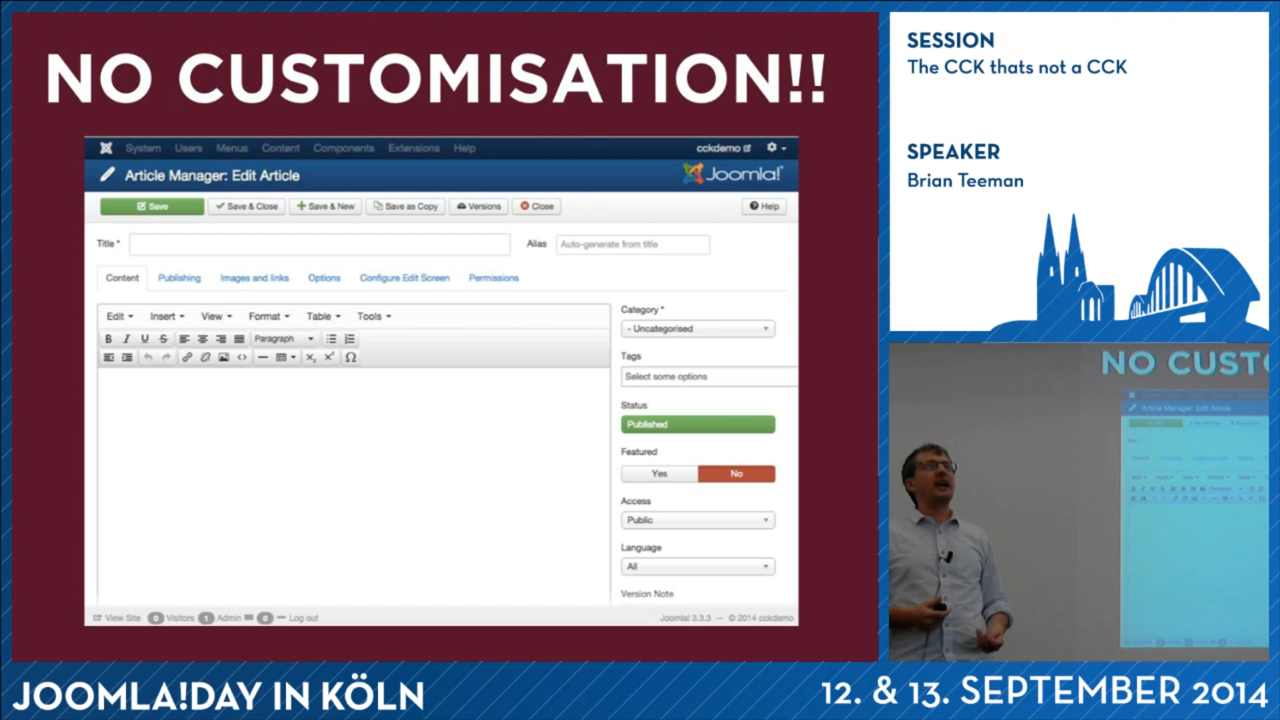 NO CUSTOMISATION!!
System Users Menus Content Components Extensions Help cckdemo
Article Manager: Edit Article Joomla!
Save Save & Close Save & New Save as Copy Versions Close Help
Title * Alias Auto-generate from title
Content Publishing Images and links Options Configure Edit Screen Permissions
Edit Insert View Format Table Tools
B I U S Paragraph
Category *
- Uncategorised
Tags
Select some options
Status
Published
Featured
Yes No
Access
Public
Language
All
Version Note
View Site 0 Visitors 1 Admin 0 Log out Joomla! 3.3.3 — © 2014 cckdemo
SESSION
The CCK thats not a CCK
SPEAKER
Brian Teeman
NO CUST
Article Manager: Edit Article
JOOMLA!DAY IN KÖLN
12. & 13. SEPTEMBER 2014